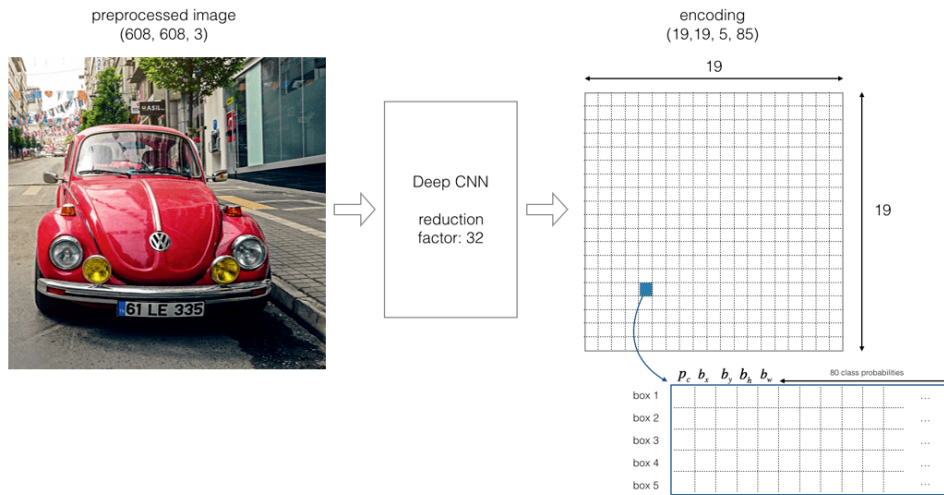 preprocessed image
(608, 608, 3)
encoding
(19,19, 5, 85)
19
ASIL
Deep CNN
reduction
factor: 32
19
VW
61 LE 335
p_c b_x b_y b_h b_w
80 class probabilities
box 1 ...
box 2 ...
box 3 ...
box 4 ...
box 5 ...